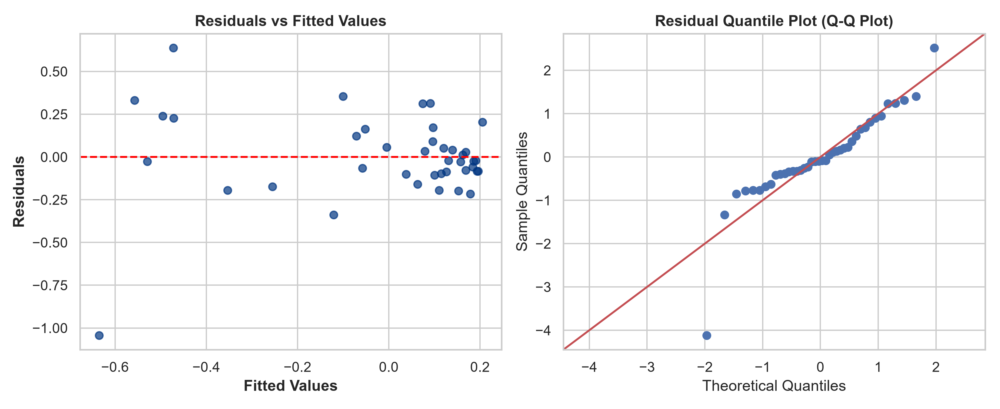 Residuals vs Fitted Values
Residuals
0.50
0.25
0.00
−0.25
−0.50
−0.75
−1.00
−0.6 −0.4 −0.2 0.0 0.2
Fitted Values
Residual Quantile Plot (Q-Q Plot)
Sample Quantiles
2
1
0
−1
−2
−3
−4
−4 −3 −2 −1 0 1 2
Theoretical Quantiles